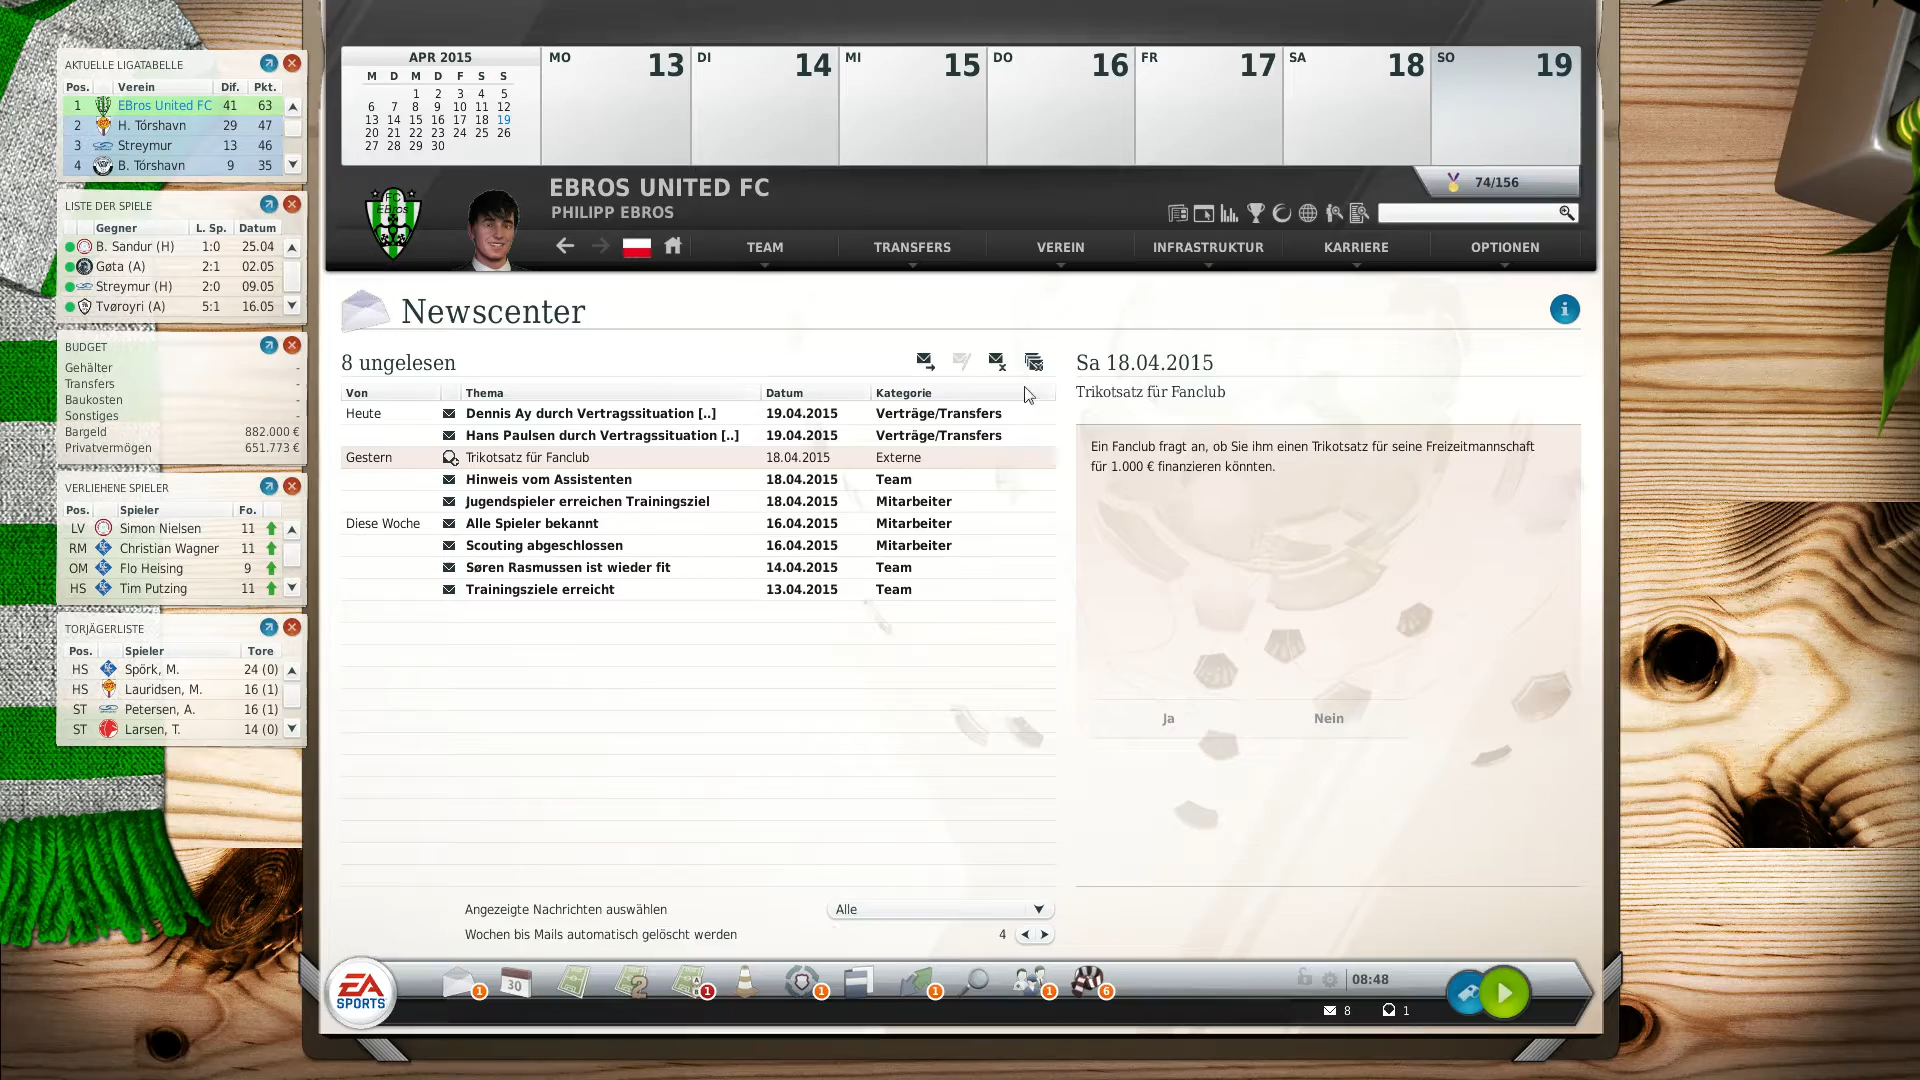 AKTUELLE LIGATABELLE
Pos. Verein Dif. Pkt.
1 EBros United FC 41 63
2 H. Tórshavn 29 47
3 Streymur 13 46
4 B. Tórshavn 9 35
LISTE DER SPIELE
Gegner L. Sp. Datum
B. Sandur (H) 1:0 25.04
Gøta (A) 2:1 02.05
Streymur (H) 2:0 09.05
Tvøroyri (A) 5:1 16.05
BUDGET
Gehälter -
Transfers -
Baukosten -
Sonstiges -
Bargeld 882.000 €
Privatvermögen 651.773 €
VERLIEHENE SPIELER
Pos. Spieler Fo.
LV Simon Nielsen 11
RM Christian Wagner 11
OM Flo Heising 9
HS Tim Putzing 11
TORJÄGERLISTE
Pos. Spieler Tore
HS Spörk, M. 24 (0)
HS Lauridsen, M. 16 (1)
ST Petersen, A. 16 (1)
ST Larsen, T. 14 (0)
APR 2015
M D M D F S S
1 2 3 4 5
6 7 8 9 10 11 12
13 14 15 16 17 18 19
20 21 22 23 24 25 26
27 28 29 30
MO 13 DI 14 MI 15 DO 16 FR 17 SA 18 SO 19
FC
EBros
EBROS UNITED FC
PHILIPP EBROS
74/156
TEAM TRANSFERS VEREIN INFRASTRUKTUR KARRIERE OPTIONEN
Newscenter
i
8 ungelesen
Von Thema Datum Kategorie
Heute Dennis Ay durch Vertragssituation [..] 19.04.2015 Verträge/Transfers
Hans Paulsen durch Vertragssituation [..] 19.04.2015 Verträge/Transfers
Gestern Trikotsatz für Fanclub 18.04.2015 Externe
Hinweis vom Assistenten 18.04.2015 Team
Jugendspieler erreichen Trainingsziel 18.04.2015 Mitarbeiter
Diese Woche Alle Spieler bekannt 16.04.2015 Mitarbeiter
Scouting abgeschlossen 16.04.2015 Mitarbeiter
Søren Rasmussen ist wieder fit 14.04.2015 Team
Trainingsziele erreicht 13.04.2015 Team
Sa 18.04.2015
Trikotsatz für Fanclub
Ein Fanclub fragt an, ob Sie ihm einen Trikotsatz für seine Freizeitmannschaft
für 1.000 € finanzieren könnten.
Ja Nein
Angezeigte Nachrichten auswählen Alle
Wochen bis Mails automatisch gelöscht werden 4
EA
SPORTS
1 30 2 1 1 1 1 6
08:48
8 1